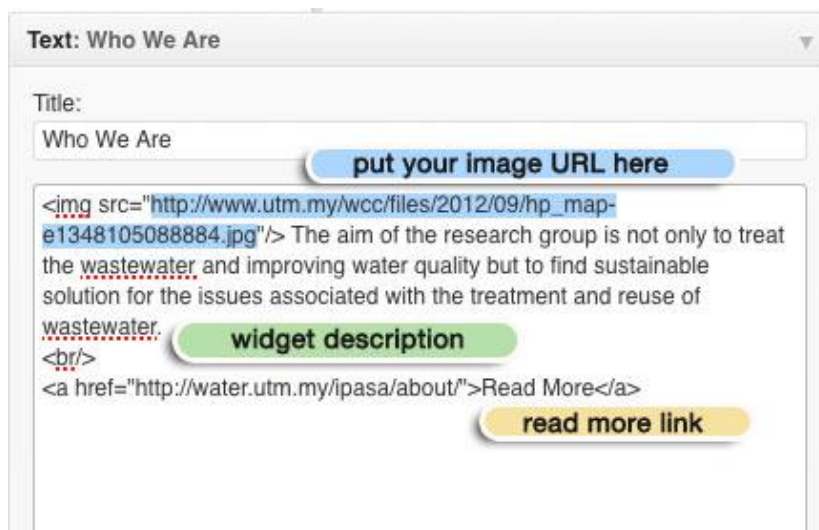 Text: Who We Are
Title:
Who We Are
put your image URL here
<img src="http://www.utm.my/wcc/files/2012/09/hp_map-
e1348105088884.jpg"/> The aim of the research group is not only to treat
the wastewater and improving water quality but to find sustainable
solution for the issues associated with the treatment and reuse of
wastewater.
widget description
<br/>
<a href="http://water.utm.my/ipasa/about/">Read More</a>
read more link